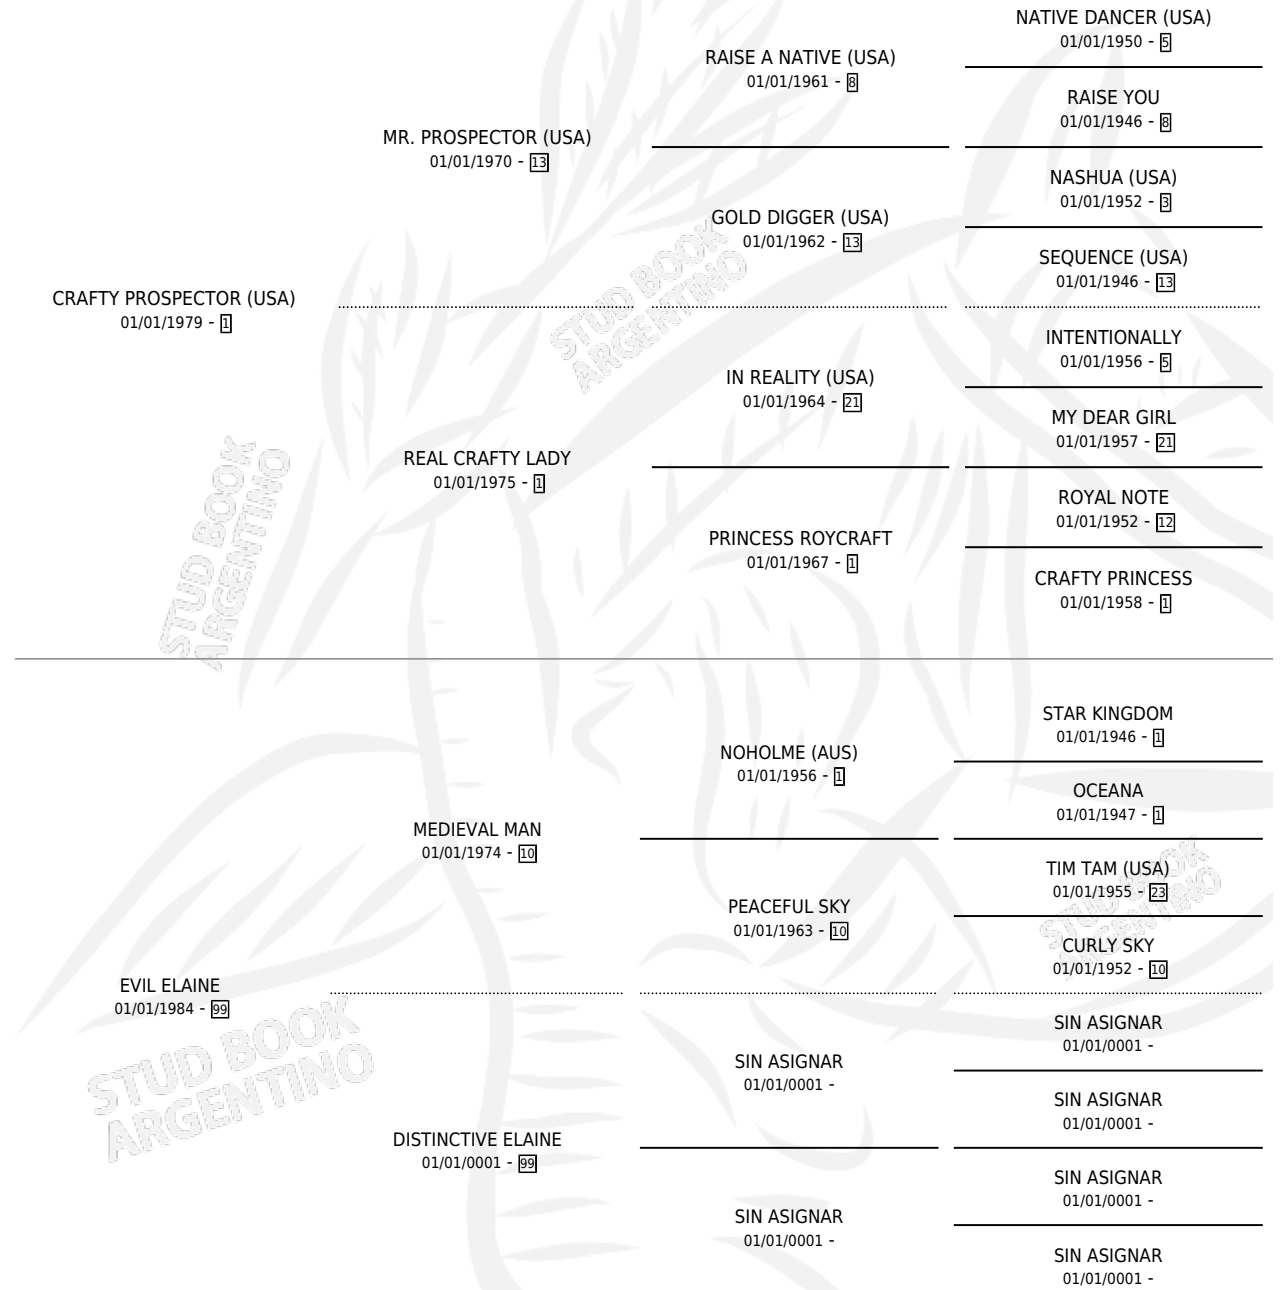 NATIVE DANCER (USA)
01/01/1950 - 5
RAISE A NATIVE (USA)
01/01/1961 - 8
RAISE YOU
01/01/1946 - 8
MR. PROSPECTOR (USA)
01/01/1970 - 13
NASHUA (USA)
01/01/1952 - 3
GOLD DIGGER (USA)
01/01/1962 - 13
SEQUENCE (USA)
01/01/1946 - 13
CRAFTY PROSPECTOR (USA)
01/01/1979 - 1
INTENTIONALLY
01/01/1956 - 5
IN REALITY (USA)
01/01/1964 - 21
MY DEAR GIRL
01/01/1957 - 21
REAL CRAFTY LADY
01/01/1975 - 1
ROYAL NOTE
01/01/1952 - 12
PRINCESS ROYCRAFT
01/01/1967 - 1
CRAFTY PRINCESS
01/01/1958 - 1
STAR KINGDOM
01/01/1946 - 1
NOHOLME (AUS)
01/01/1956 - 1
OCEANA
01/01/1947 - 1
MEDIEVAL MAN
01/01/1974 - 10
TIM TAM (USA)
01/01/1955 - 23
PEACEFUL SKY
01/01/1963 - 10
CURLY SKY
01/01/1952 - 10
EVIL ELAINE
01/01/1984 - 99
SIN ASIGNAR
01/01/0001 -
SIN ASIGNAR
01/01/0001 -
SIN ASIGNAR
01/01/0001 -
DISTINCTIVE ELAINE
01/01/0001 - 99
SIN ASIGNAR
01/01/0001 -
SIN ASIGNAR
01/01/0001 -
SIN ASIGNAR
01/01/0001 -
STUD BOOK
ARGENTINO
STUD BOOK
ARGENTINO
STUD BOOK
ARGENTINO
STUD BOOK
ARGENTINO